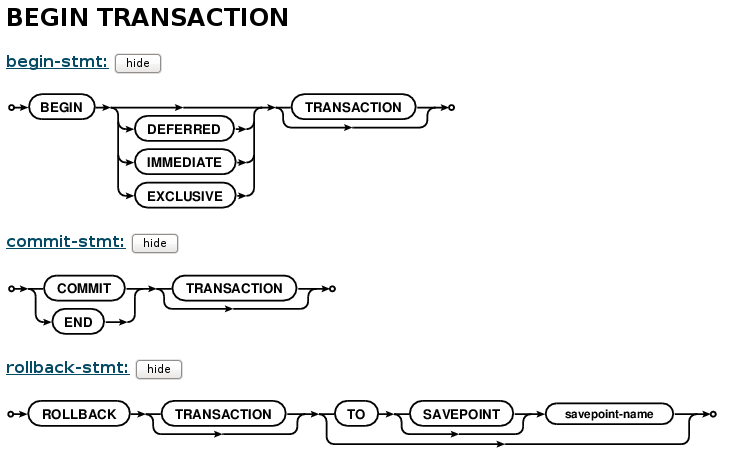 BEGIN TRANSACTION
begin-stmt: hide
BEGIN TRANSACTION
DEFERRED
IMMEDIATE
EXCLUSIVE
commit-stmt: hide
COMMIT TRANSACTION
END
rollback-stmt: hide
ROLLBACK TRANSACTION TO SAVEPOINT savepoint-name